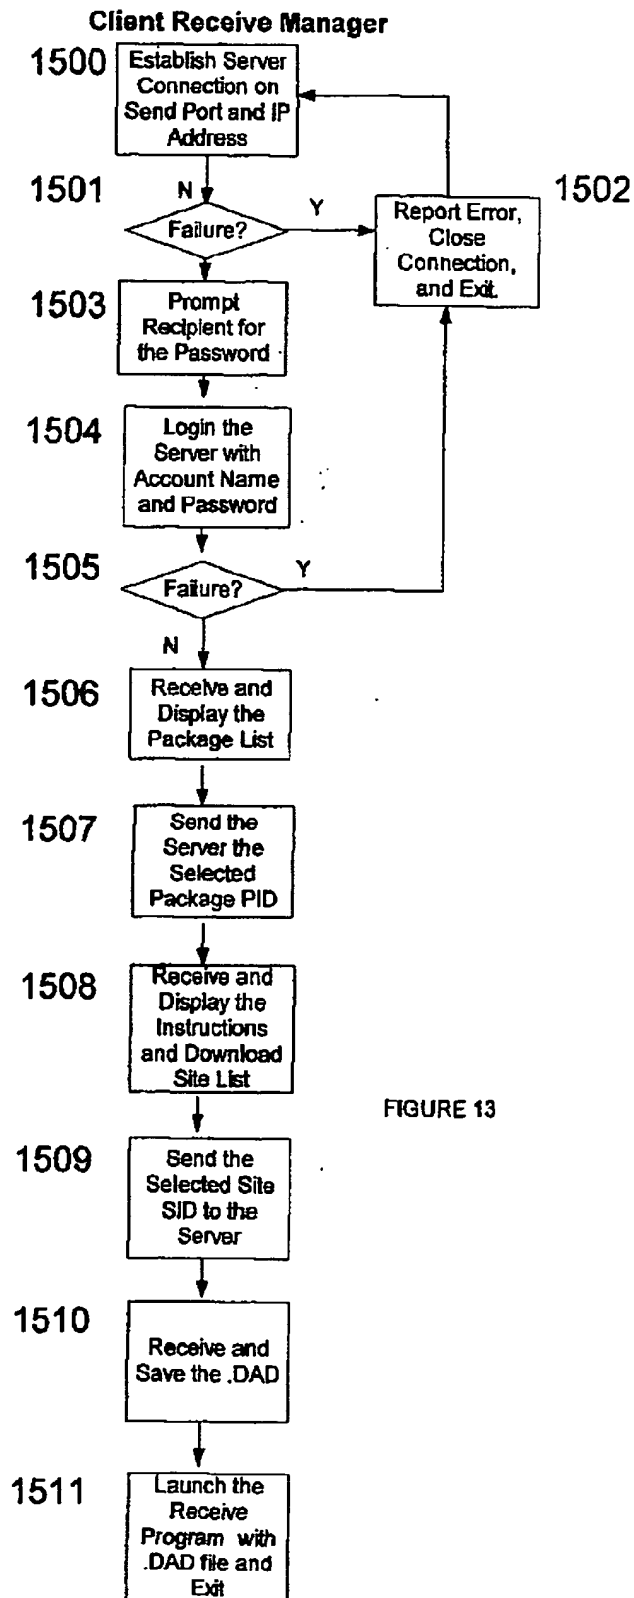 Client Receive Manager
1500
Establish Server
Connection on
Send Port and IP
Address
1501
N
Failure?
Y
1502
Report Error,
Close
Connection,
and Exit.
1503
Prompt
Recipient for
the Password
1504
Login the
Server with
Account Name
and Password
1505
Failure?
Y
N
1506
Receive and
Display the
Package List
1507
Send the
Server the
Selected
Package PID
1508
Receive and
Display the
Instructions
and Download
Site List
FIGURE 13
1509
Send the
Selected Site
SID to the
Server
1510
Receive and
Save the .DAD
1511
Launch the
Receive
Program with
.DAD file and
Exit